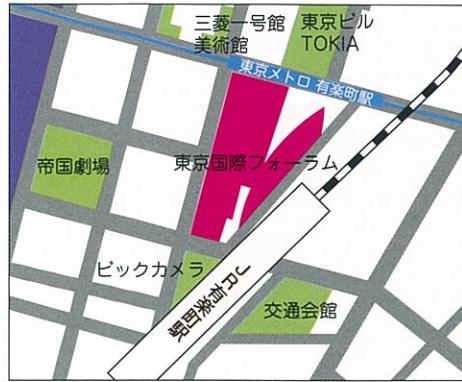 三菱一号館
美術館
東京ビル
TOKIA
東京メトロ 有楽町駅
帝国劇場
東京国際フォーラム
ビックカメラ
JR有楽町駅
交通会館